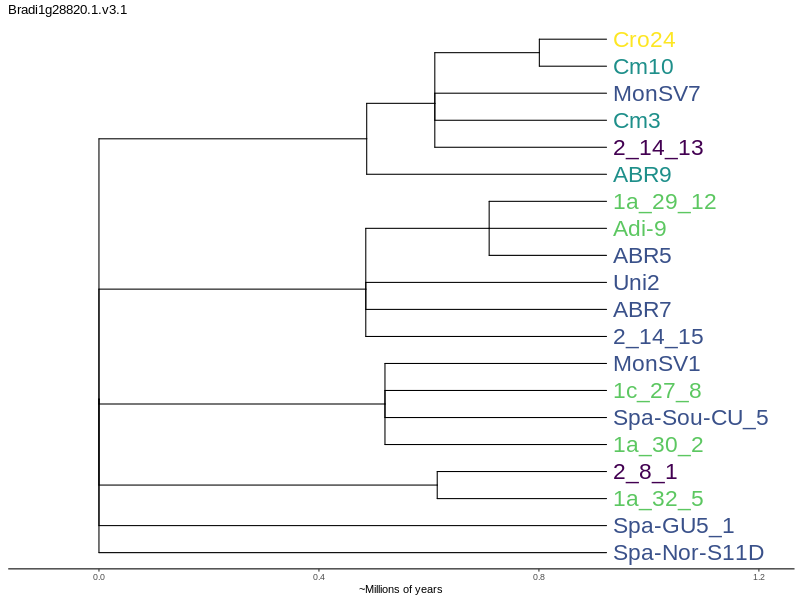 Bradi1g28820.1.v3.1
Cro24
Cm10
MonSV7
Cm3
2_14_13
ABR9
1a_29_12
Adi-9
ABR5
Uni2
ABR7
2_14_15
MonSV1
1c_27_8
Spa-Sou-CU_5
1a_30_2
2_8_1
1a_32_5
Spa-GU5_1
Spa-Nor-S11D
0.0 0.4 0.8 1.2
~Millions of years